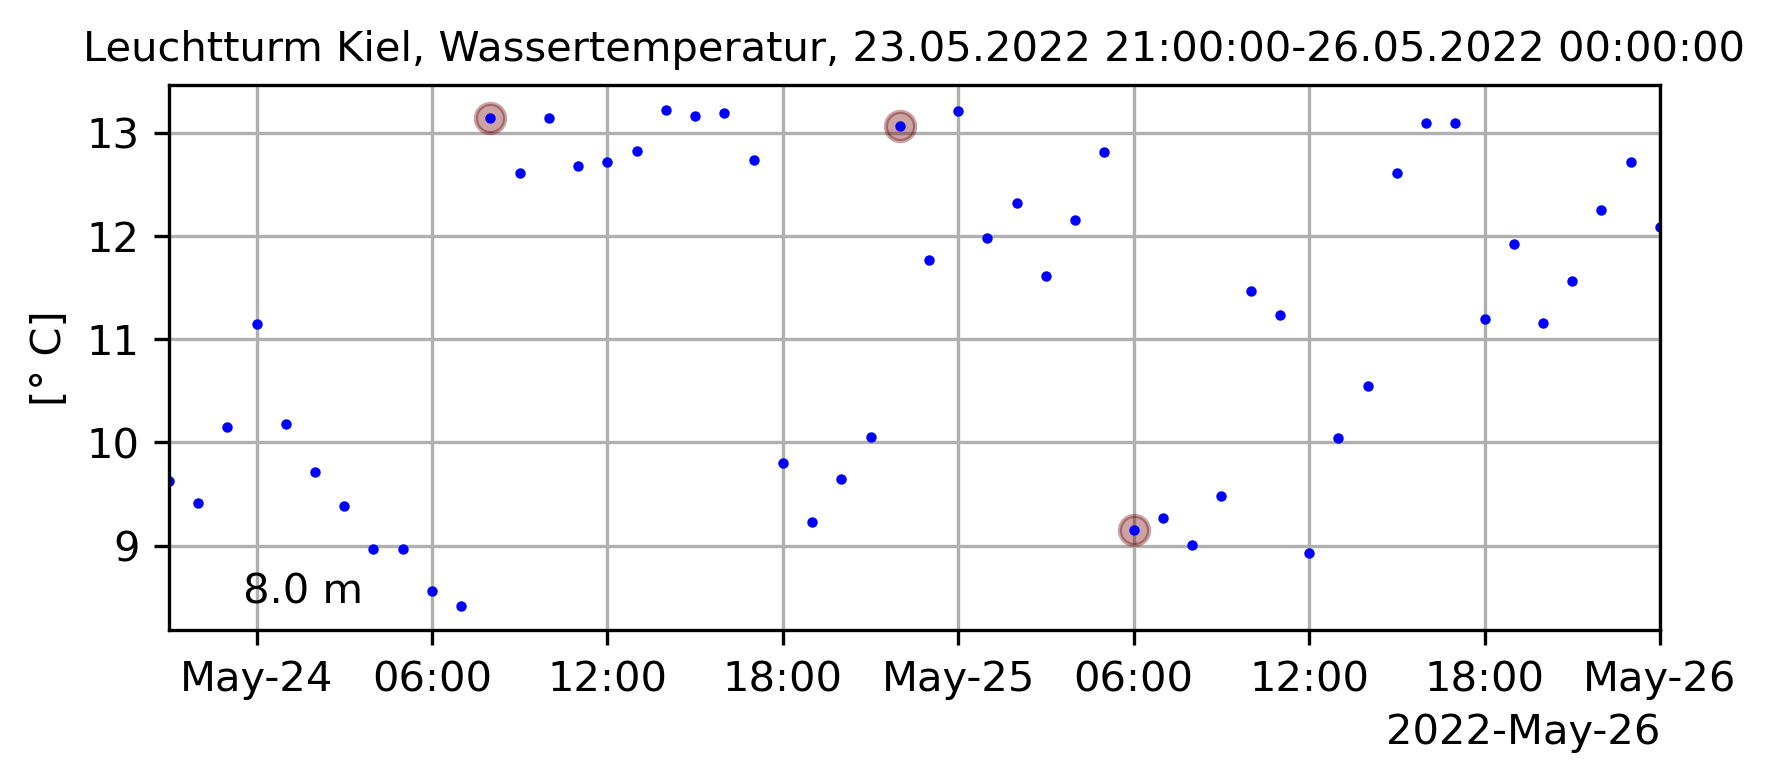 Leuchtturm Kiel, Wassertemperatur, 23.05.2022 21:00:00-26.05.2022 00:00:00
[° C]
13
12
11
10
9
8.0 m
May-24 06:00 12:00 18:00 May-25 06:00 12:00 18:00 May-26
2022-May-26